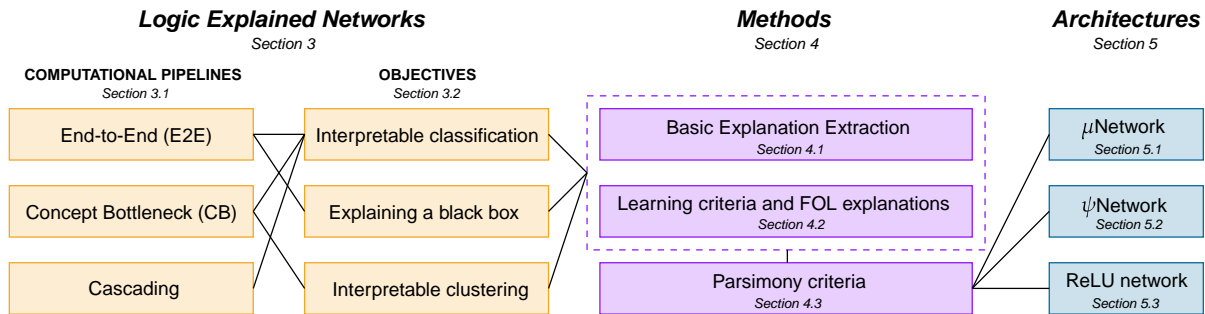 Logic Explained Networks
Section 3
COMPUTATIONAL PIPELINES
Section 3.1
End-to-End (E2E)
Concept Bottleneck (CB)
Cascading
OBJECTIVES
Section 3.2
Interpretable classification
Explaining a black box
Interpretable clustering
Methods
Section 4
Basic Explanation Extraction
Section 4.1
Learning criteria and FOL explanations
Section 4.2
Parsimony criteria
Section 4.3
Architectures
Section 5
μNetwork
Section 5.1
ψNetwork
Section 5.2
ReLU network
Section 5.3